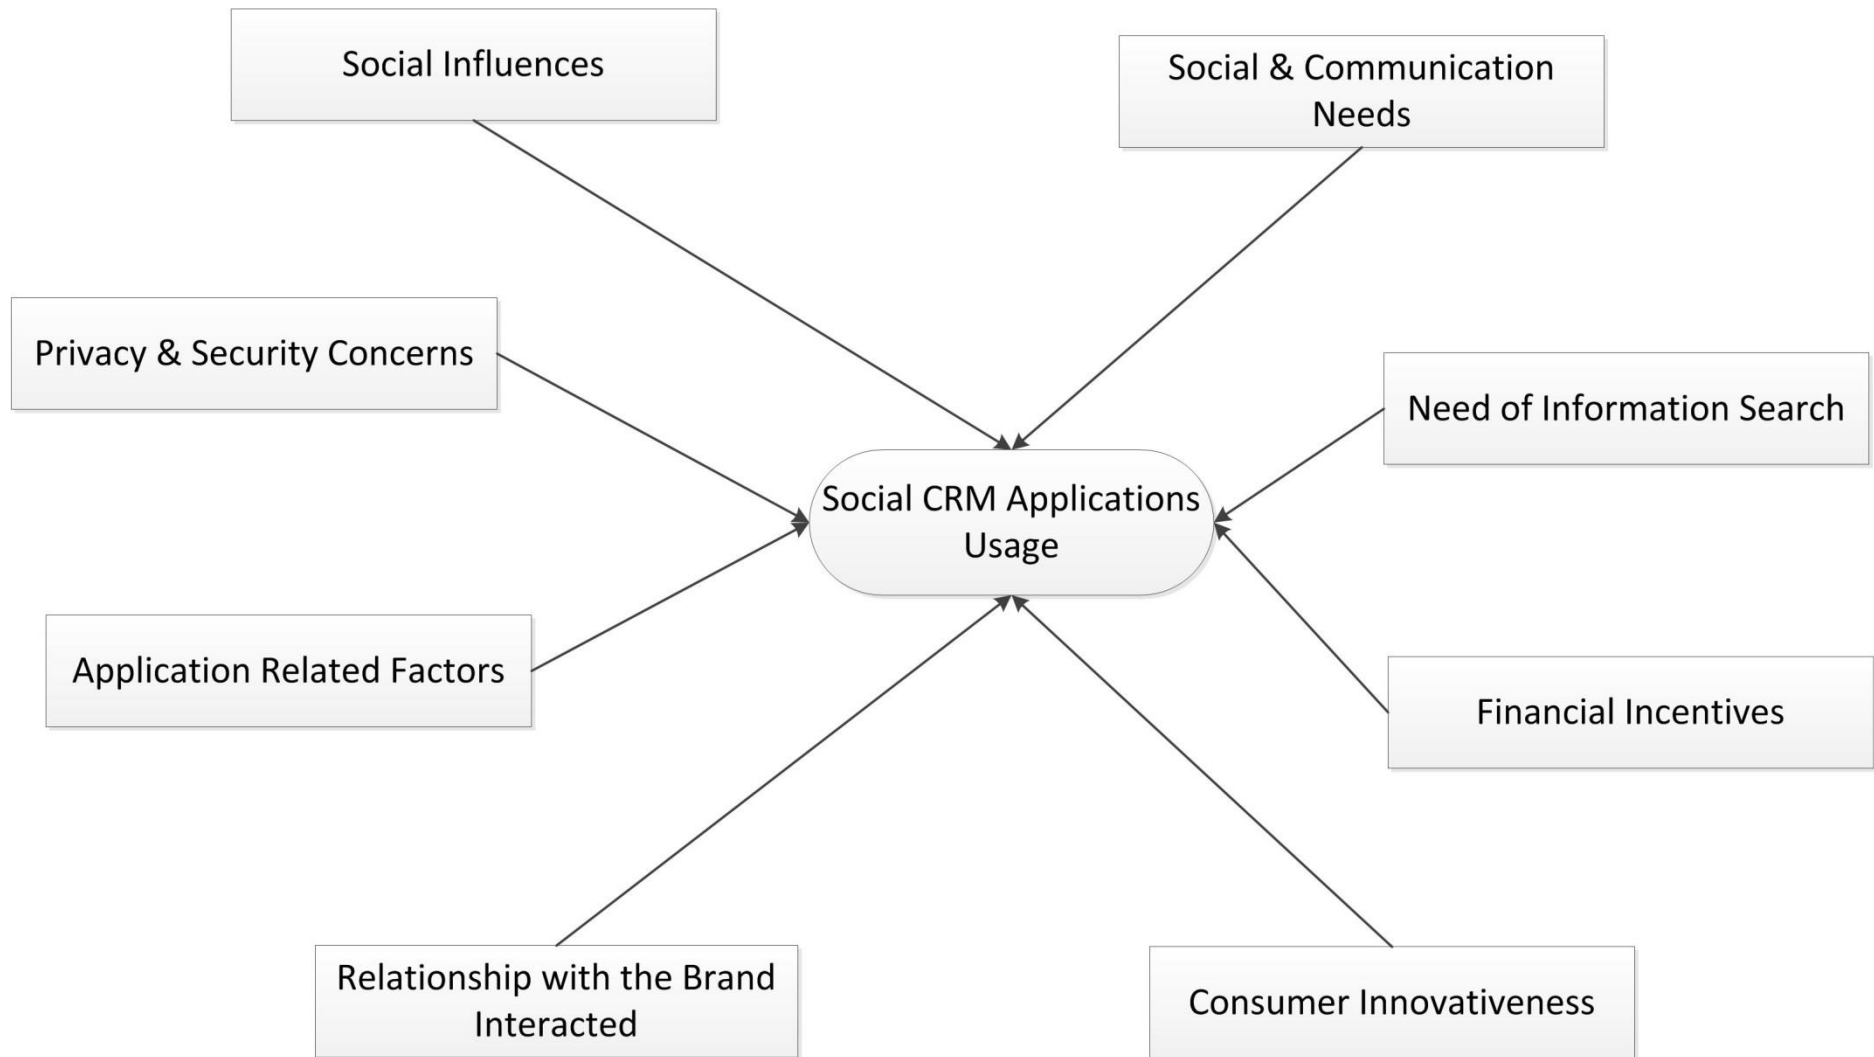 Social Influences
Social & Communication
Needs
Privacy & Security Concerns
Need of Information Search
Social CRM Applications
Usage
Application Related Factors
Financial Incentives
Relationship with the Brand
Interacted
Consumer Innovativeness